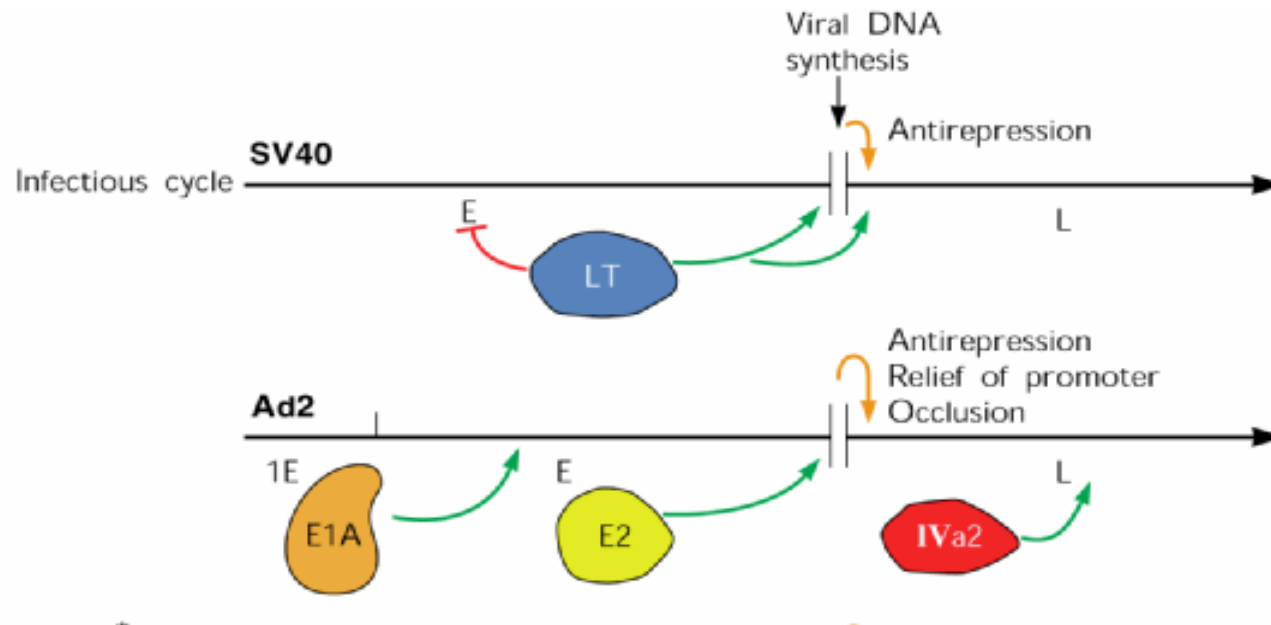 Viral DNA
synthesis
Antirepression
SV40
Infectious cycle
E
L
LT
Antirepression
Relief of promoter
Occlusion
Ad2
1E
E
L
E1A
E2
IVa2